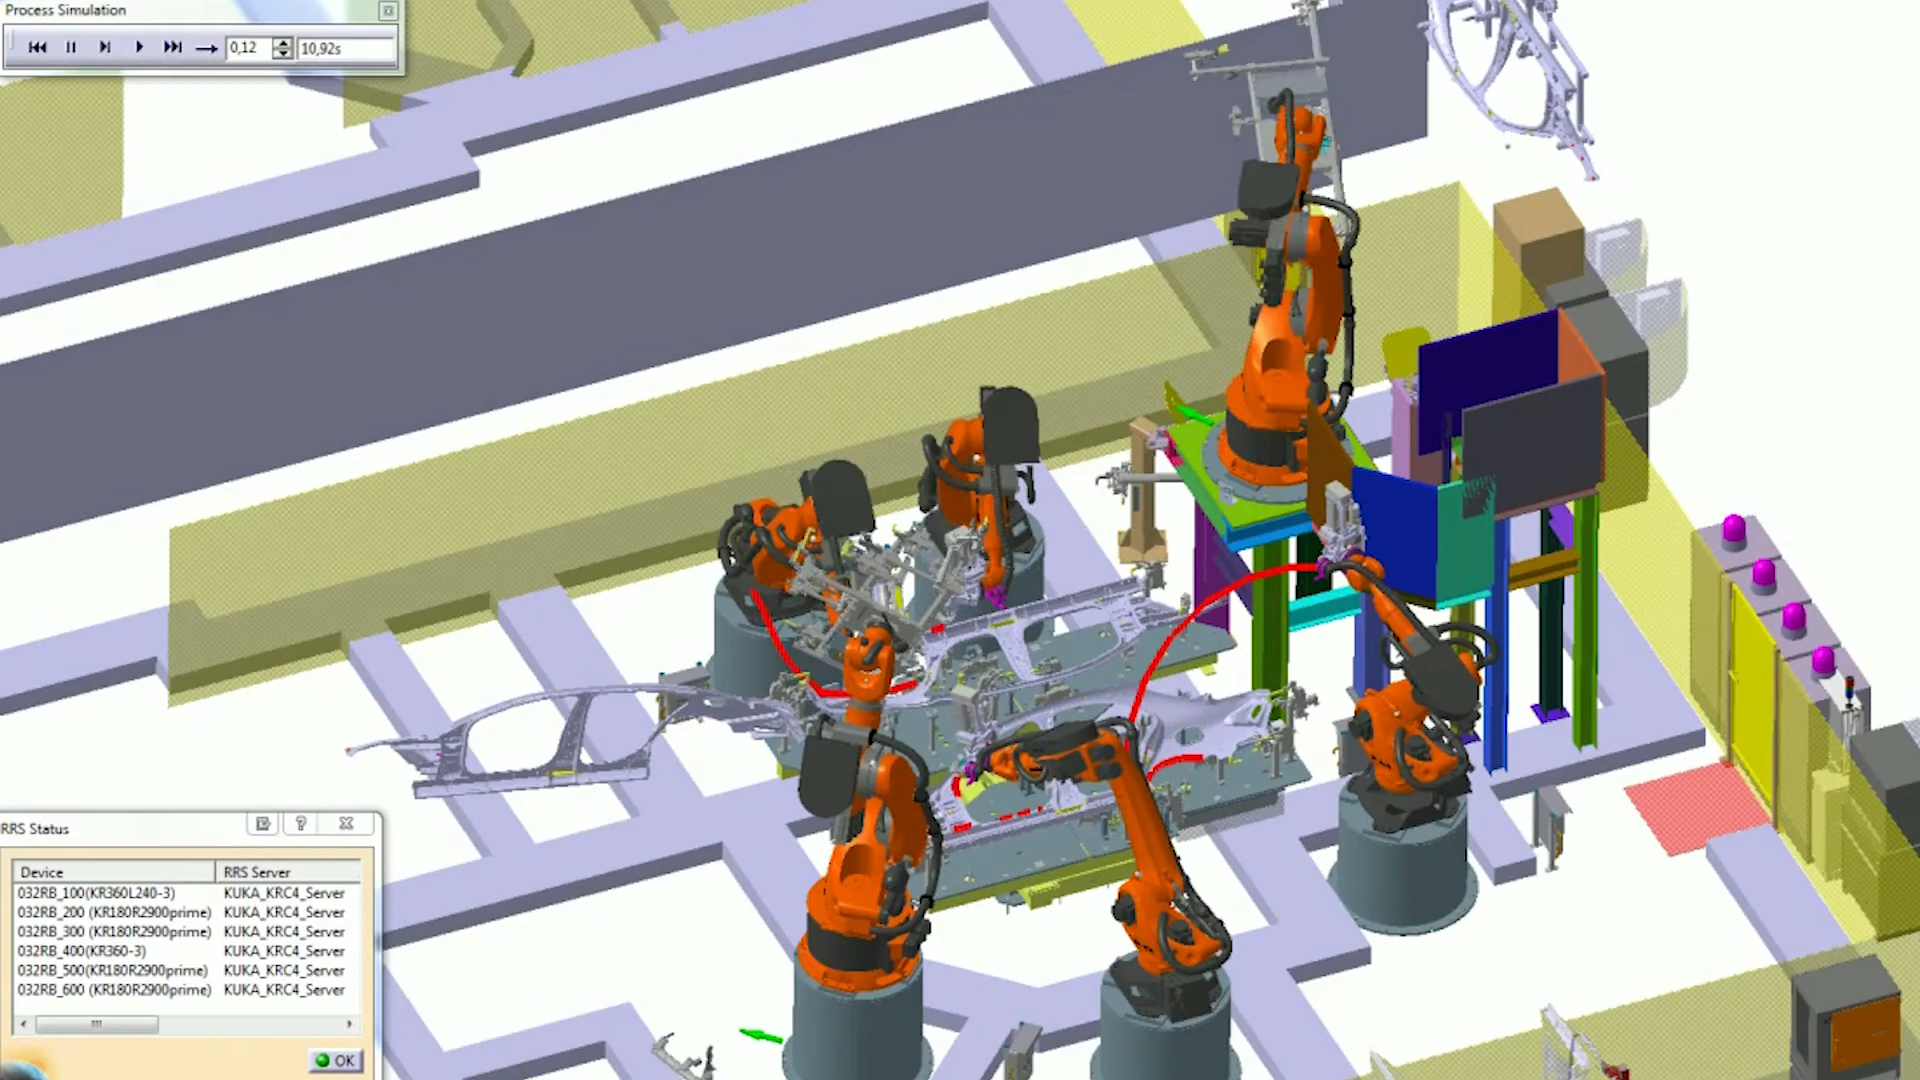 Process Simulation
0,12 10,92s
RRS Status
?
Device RRS Server
032RB_100(KR360L240-3) KUKA_KRC4_Server
032RB_200 (KR180R2900prime) KUKA_KRC4_Server
032RB_300 (KR180R2900prime) KUKA_KRC4_Server
032RB_400(KR360-3) KUKA_KRC4_Server
032RB_500(KR180R2900prime) KUKA_KRC4_Server
032RB_600 (KR180R2900prime) KUKA_KRC4_Server
OK